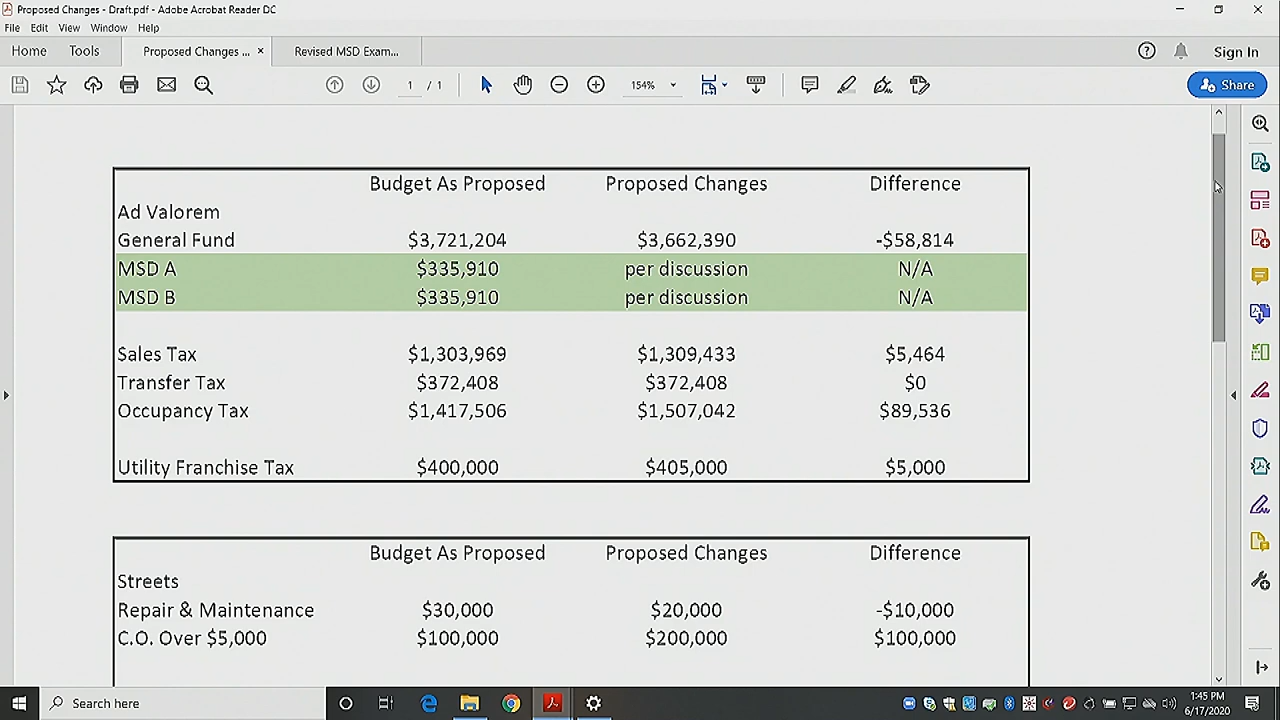 Proposed Changes - Draft.pdf - Adobe Acrobat Reader DC
File Edit View Window Help
Home Tools Proposed Changes ... × Revised MSD Exam... Sign In
1 / 1 154% Share
Budget As Proposed Proposed Changes Difference
Ad Valorem
General Fund $3,721,204 $3,662,390 -$58,814
MSD A $335,910 per discussion N/A
MSD B $335,910 per discussion N/A
Sales Tax $1,303,969 $1,309,433 $5,464
Transfer Tax $372,408 $372,408 $0
Occupancy Tax $1,417,506 $1,507,042 $89,536
Utility Franchise Tax $400,000 $405,000 $5,000
Budget As Proposed Proposed Changes Difference
Streets
Repair & Maintenance $30,000 $20,000 -$10,000
C.O. Over $5,000 $100,000 $200,000 $100,000
Search here 1:45 PM
6/17/2020